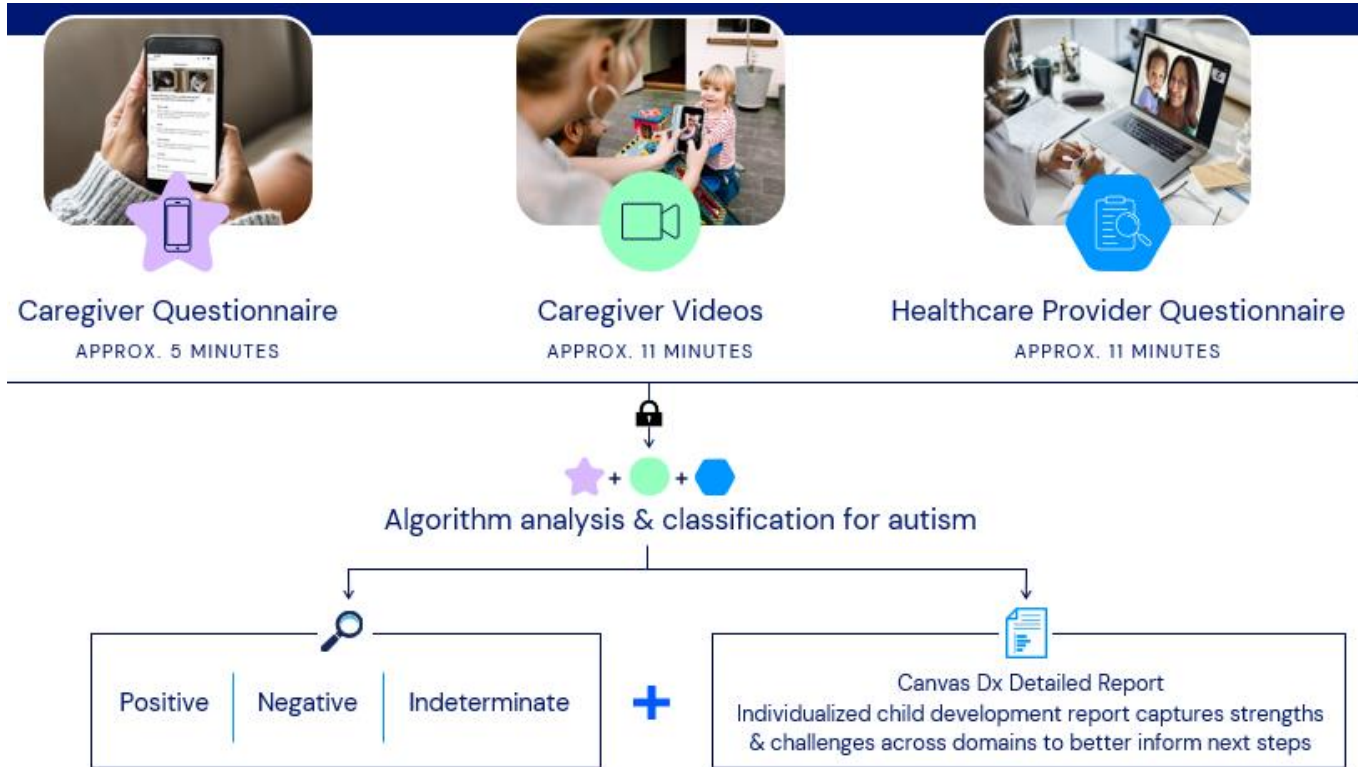 Caregiver Questionnaire
APPROX. 5 MINUTES
Caregiver Videos
APPROX. 11 MINUTES
Healthcare Provider Questionnaire
APPROX. 11 MINUTES
+ +
Algorithm analysis & classification for autism
Positive
Negative
Indeterminate
+
Canvas Dx Detailed Report
Individualized child development report captures strengths
& challenges across domains to better inform next steps